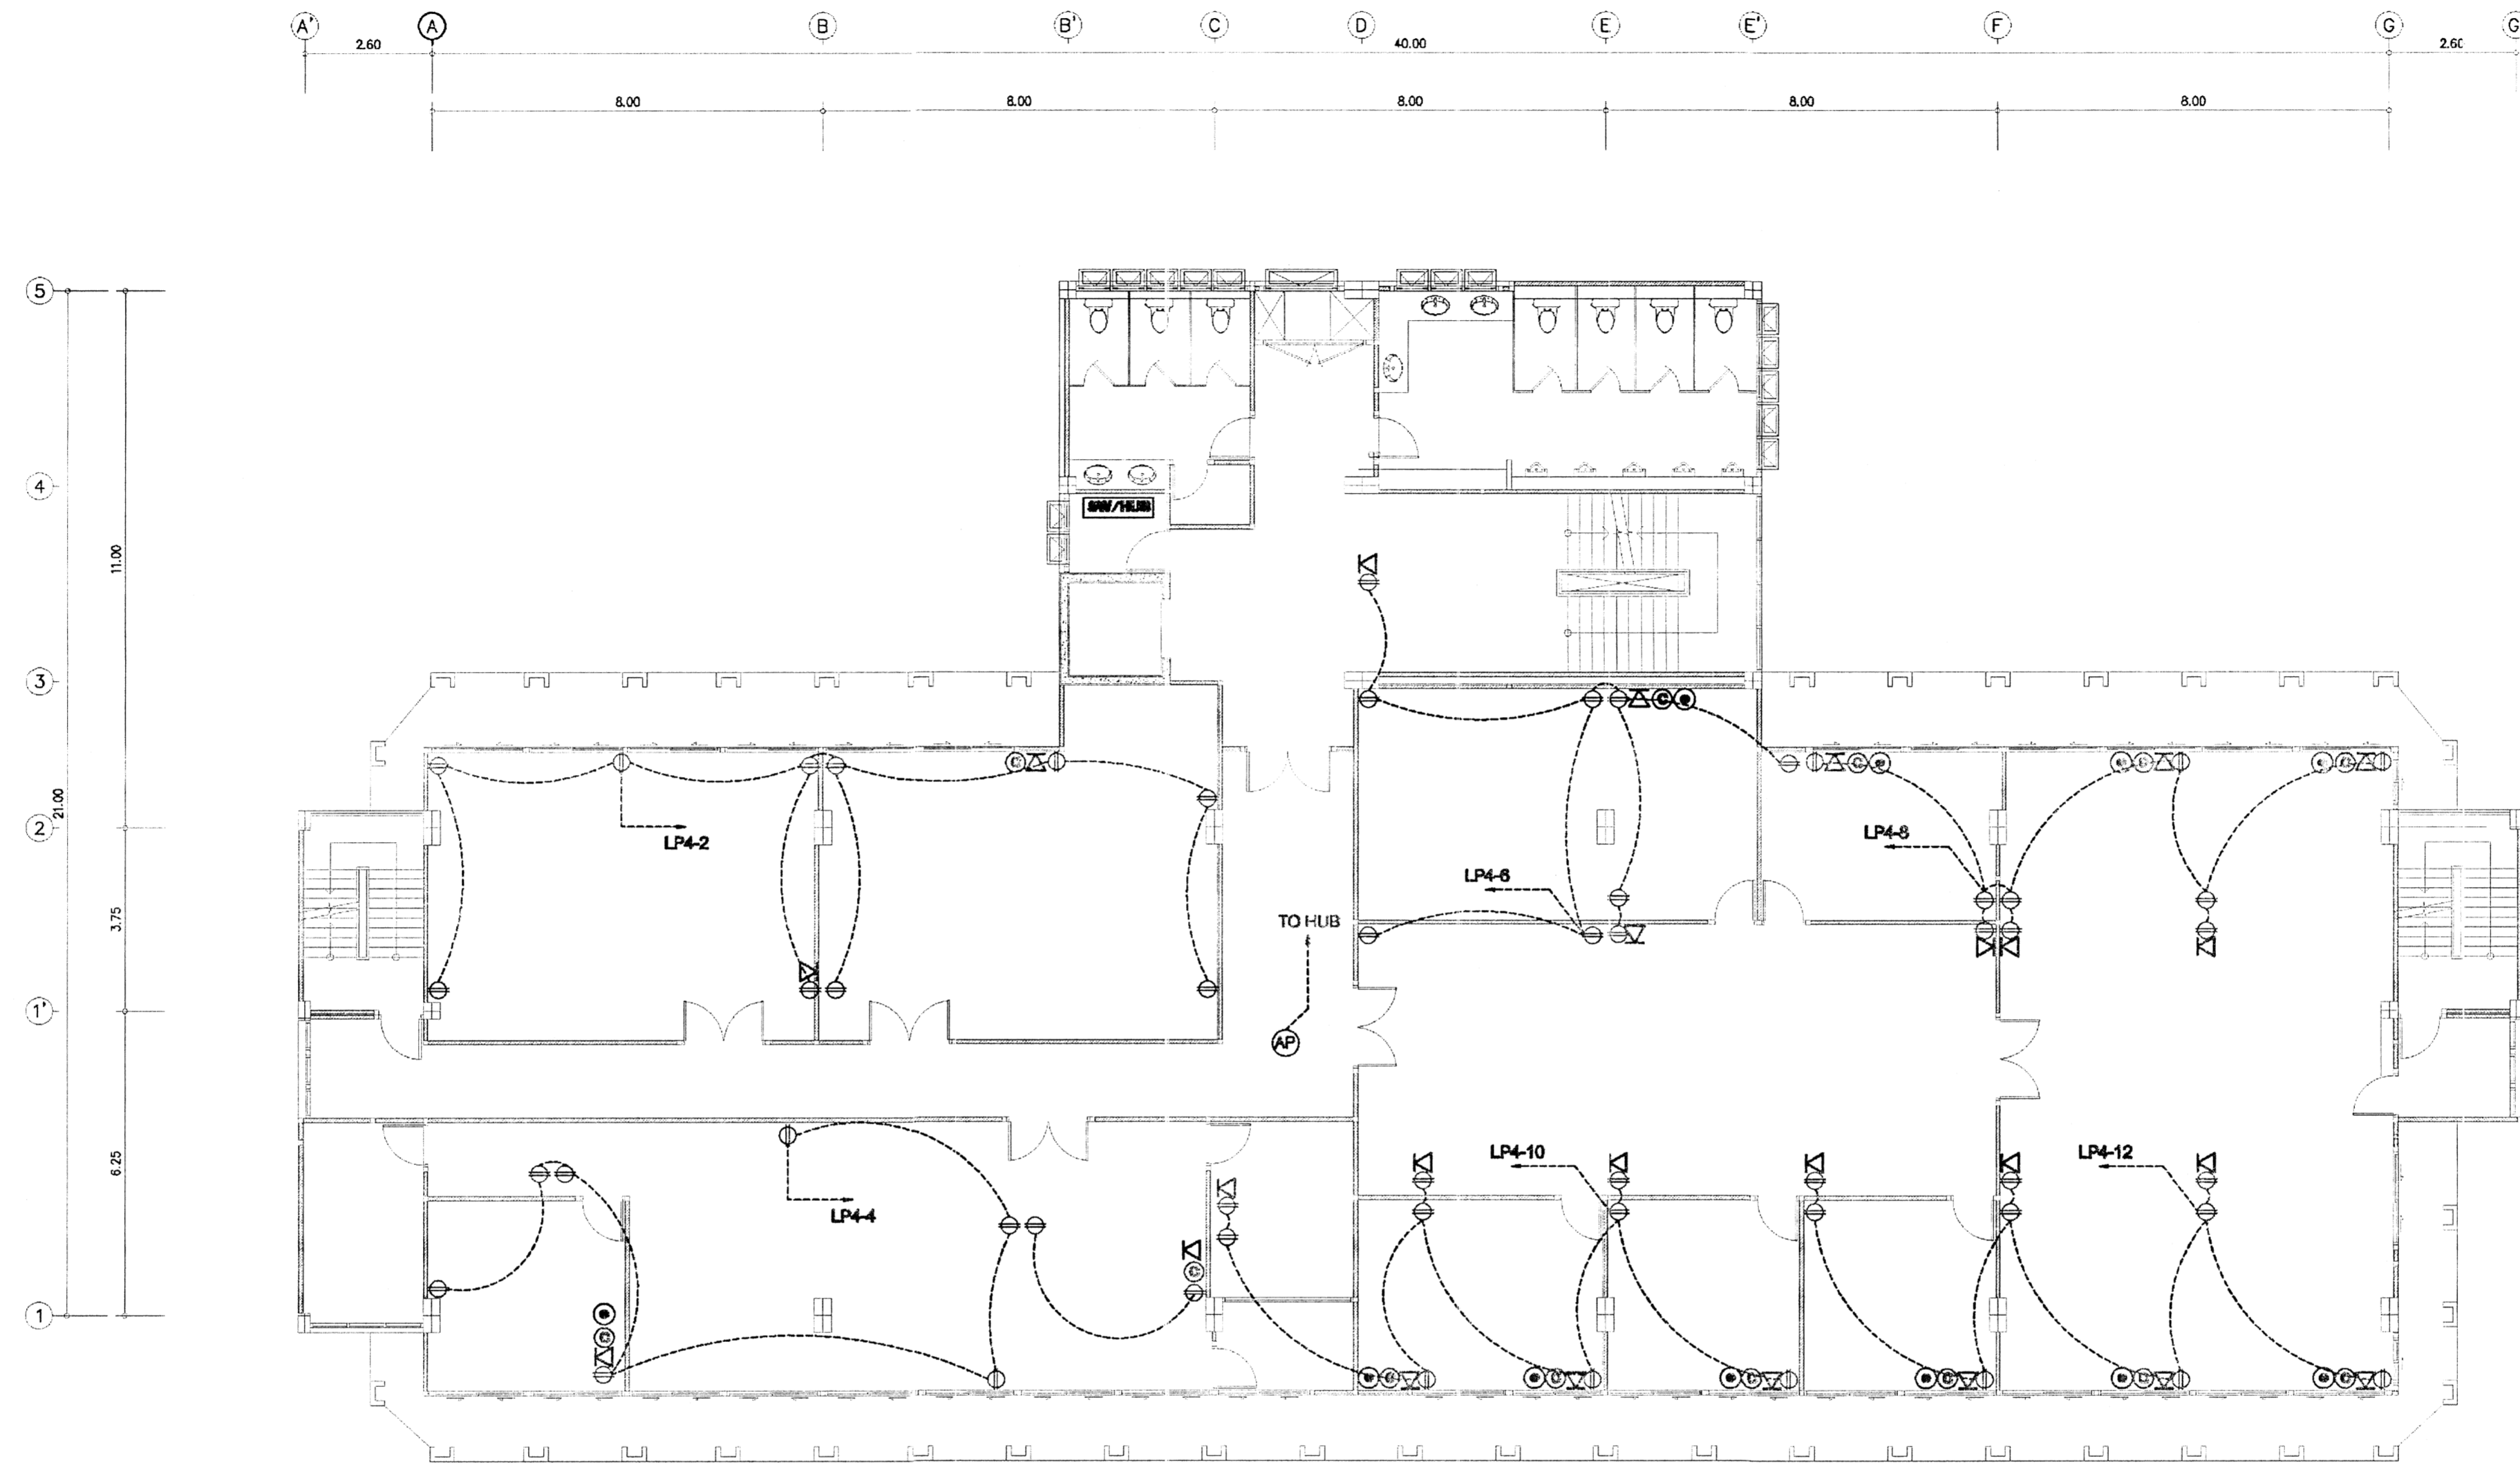 A' A B B' C D E E' F G G
2.60 40.00 2.60
8.00 8.00 8.00 8.00 8.00
5
4
SW/HUB
11.00
3
21.00
2
LP4-2
LP4-8
LP4-6
3.75
TO HUB
1'
AP
LP4-10
LP4-12
6.25
LP4-4
1